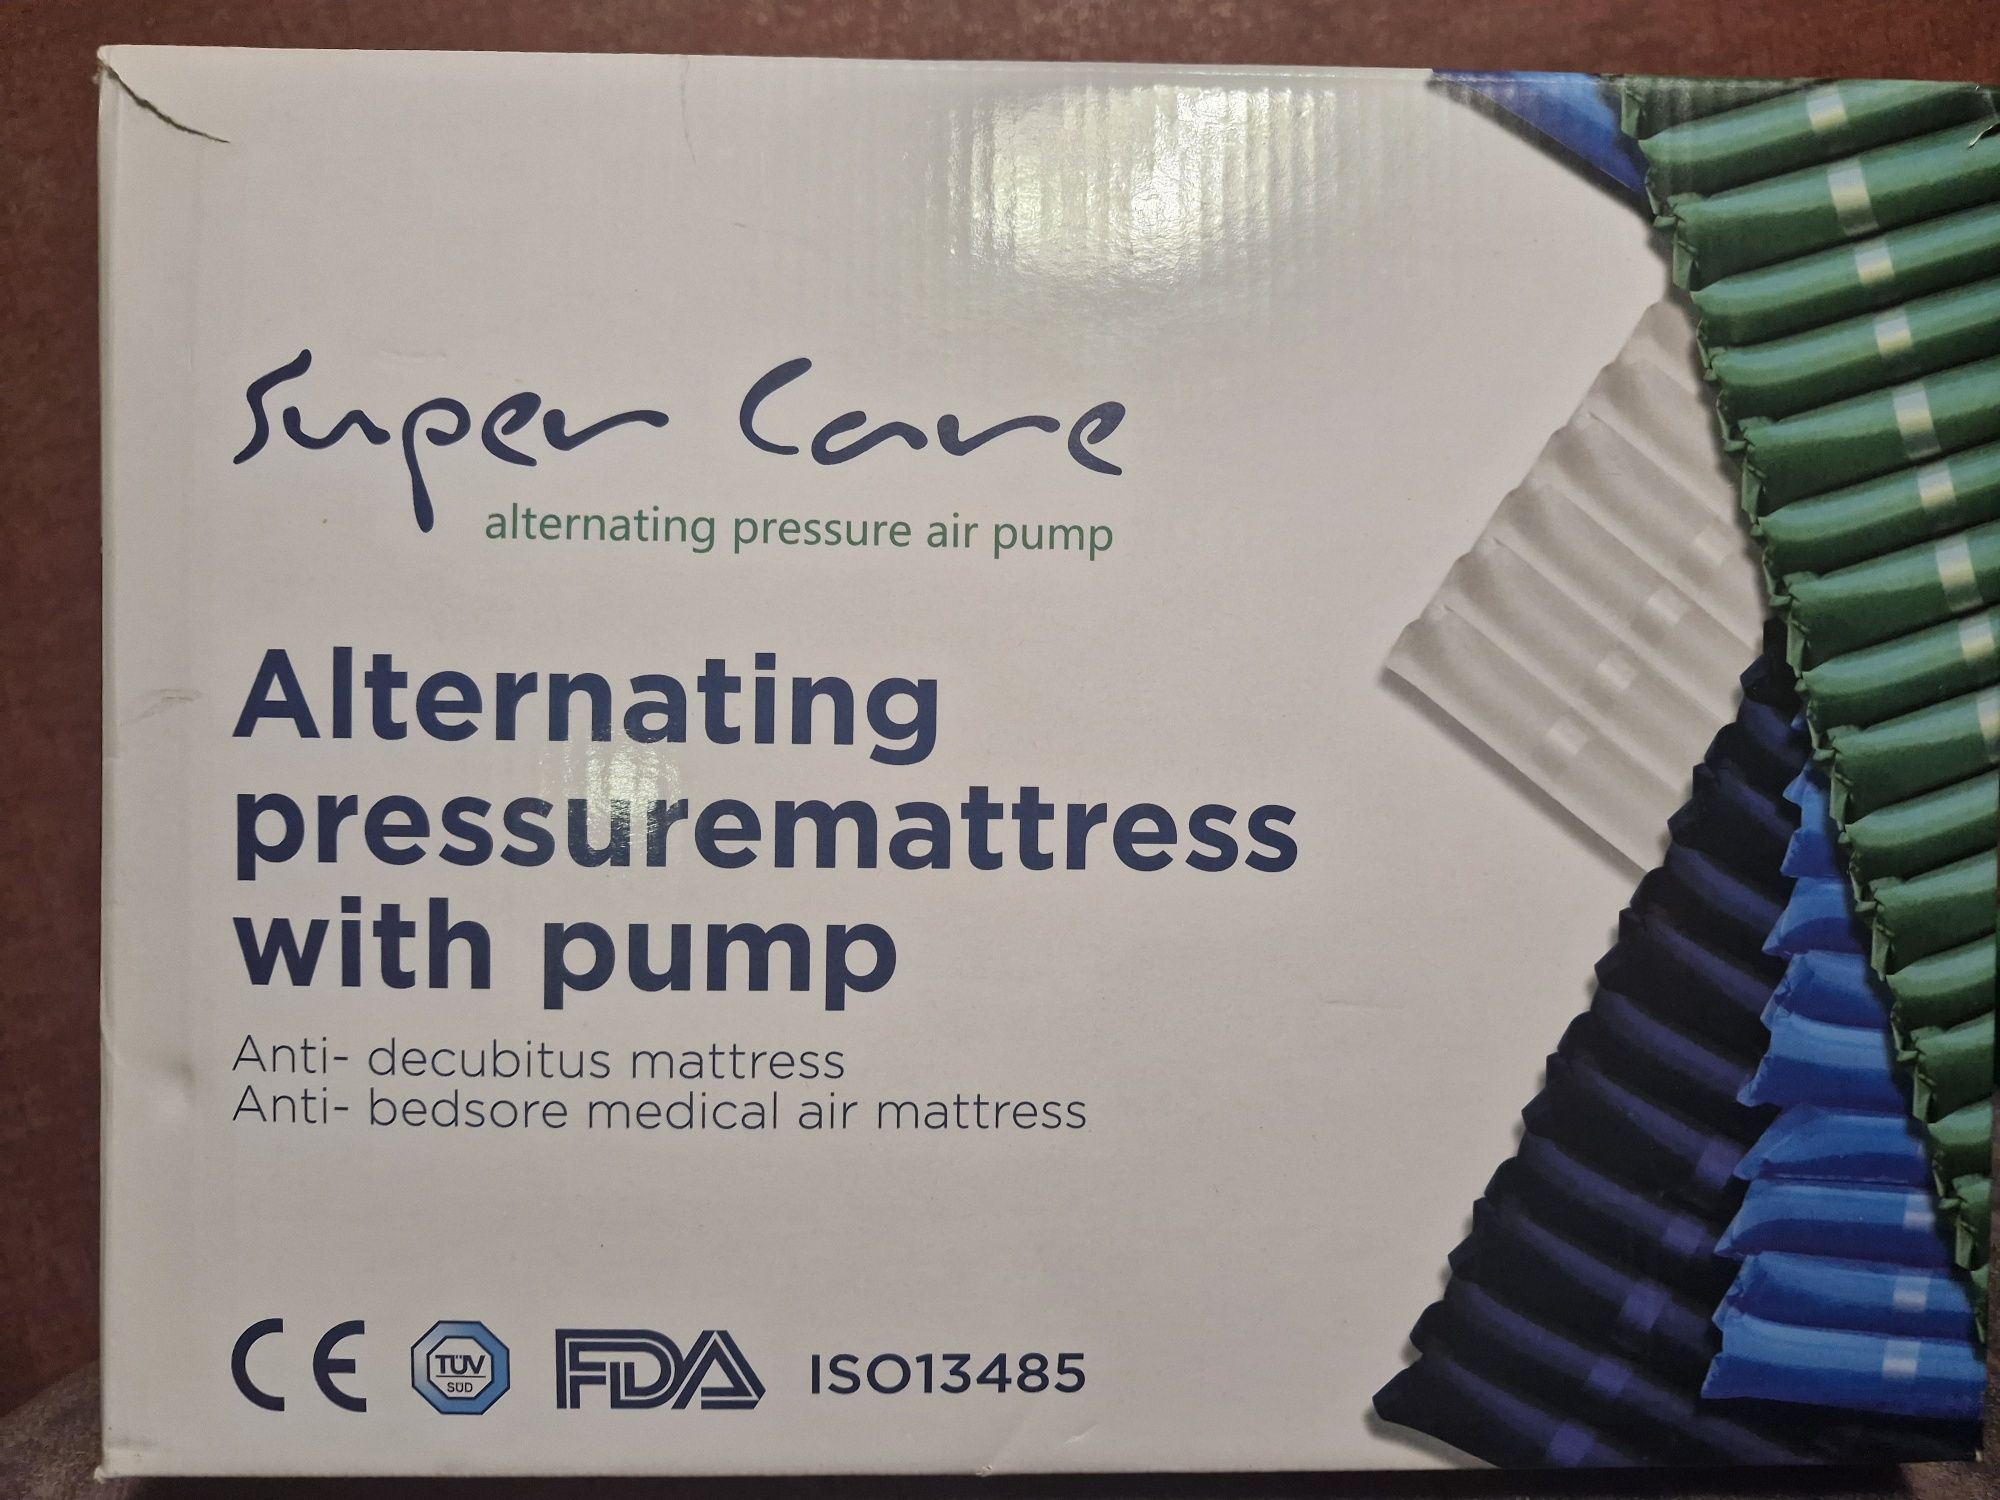 Super Care
alternating pressure air pump
Alternating
pressuremattress
with pump
Anti- decubitus mattress
Anti- bedsore medical air mattress
CE TÜV SÜD FDA ISO13485